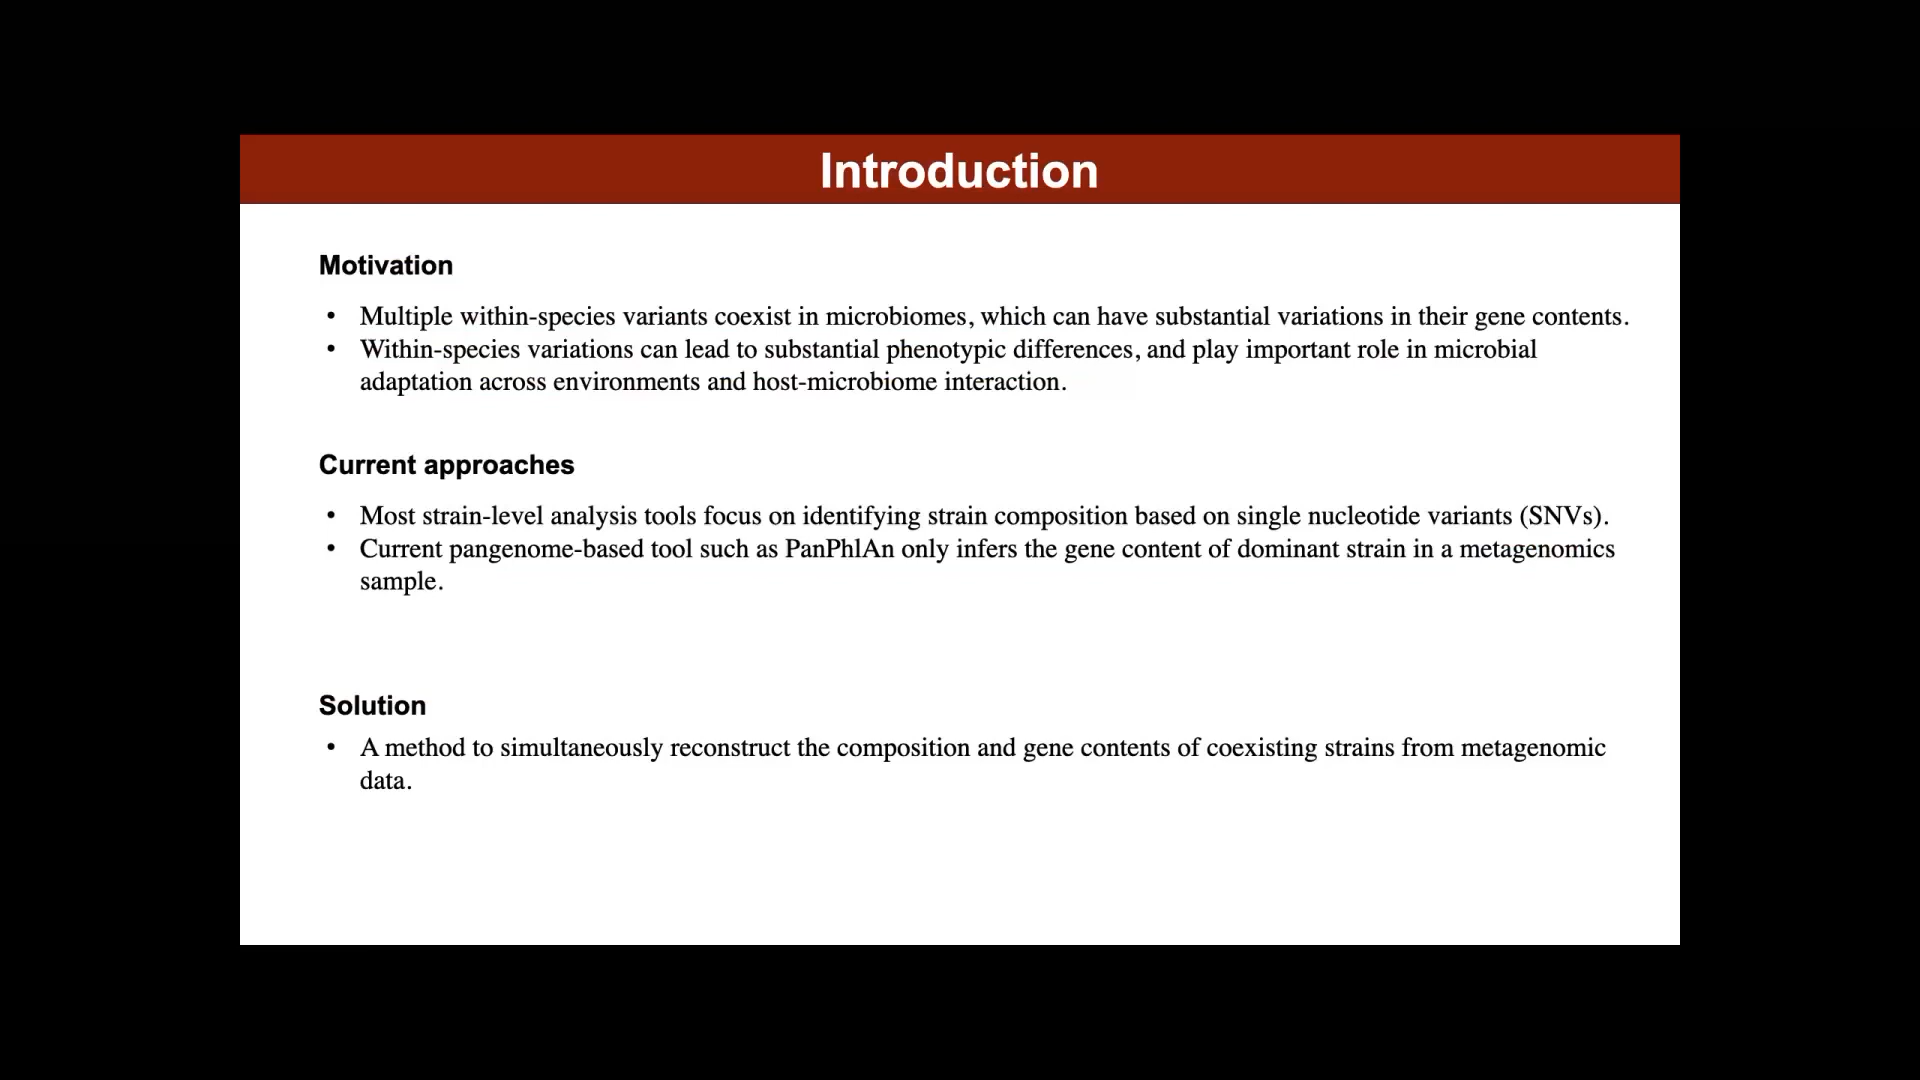 Introduction
Motivation
• Multiple within-species variants coexist in microbiomes, which can have substantial variations in their gene contents.
• Within-species variations can lead to substantial phenotypic differences, and play important role in microbial
adaptation across environments and host-microbiome interaction.
Current approaches
• Most strain-level analysis tools focus on identifying strain composition based on single nucleotide variants (SNVs).
• Current pangenome-based tool such as PanPhlAn only infers the gene content of dominant strain in a metagenomics
sample.
Solution
• A method to simultaneously reconstruct the composition and gene contents of coexisting strains from metagenomic
data.